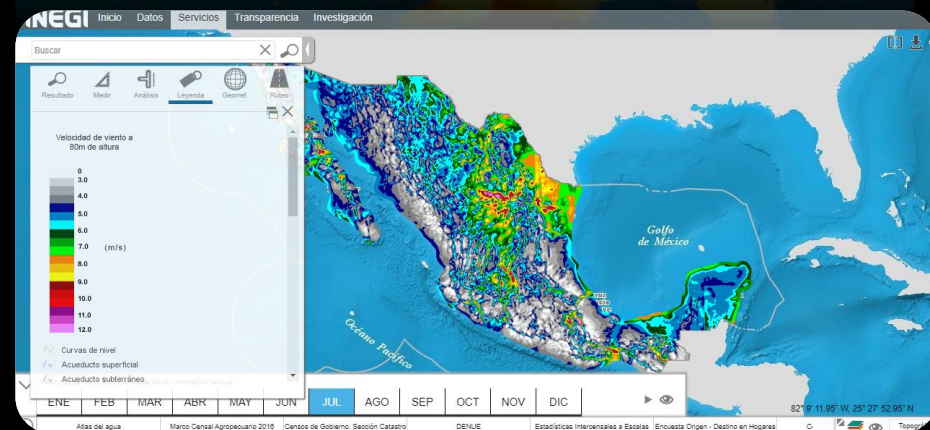 INEGI Inicio Datos Servicios Transparencia Investigación
Buscar
Resultado Medir Análisis Leyenda Georref. Ruteo
Velocidad de viento a
80m de altura
0
3.0
4.0
5.0
6.0
7.0 (m/s)
8.0
9.0
10.0
11.0
12.0
Curvas de nivel
Acueducto superficial
Acueducto subterráneo
Golfo
de México
Océano Pacífico
ENE FEB MAR ABR MAY JUN JUL AGO SEP OCT NOV DIC
82° 9' 11.95" W, 25° 27' 52.95" N
Atlas del agua Marco Censal Agropecuario 2016 Censos de Gobierno. Sección Catastro DENUE Estadísticas Intercensales a Escalas Encuesta Origen - Destino en Hogares